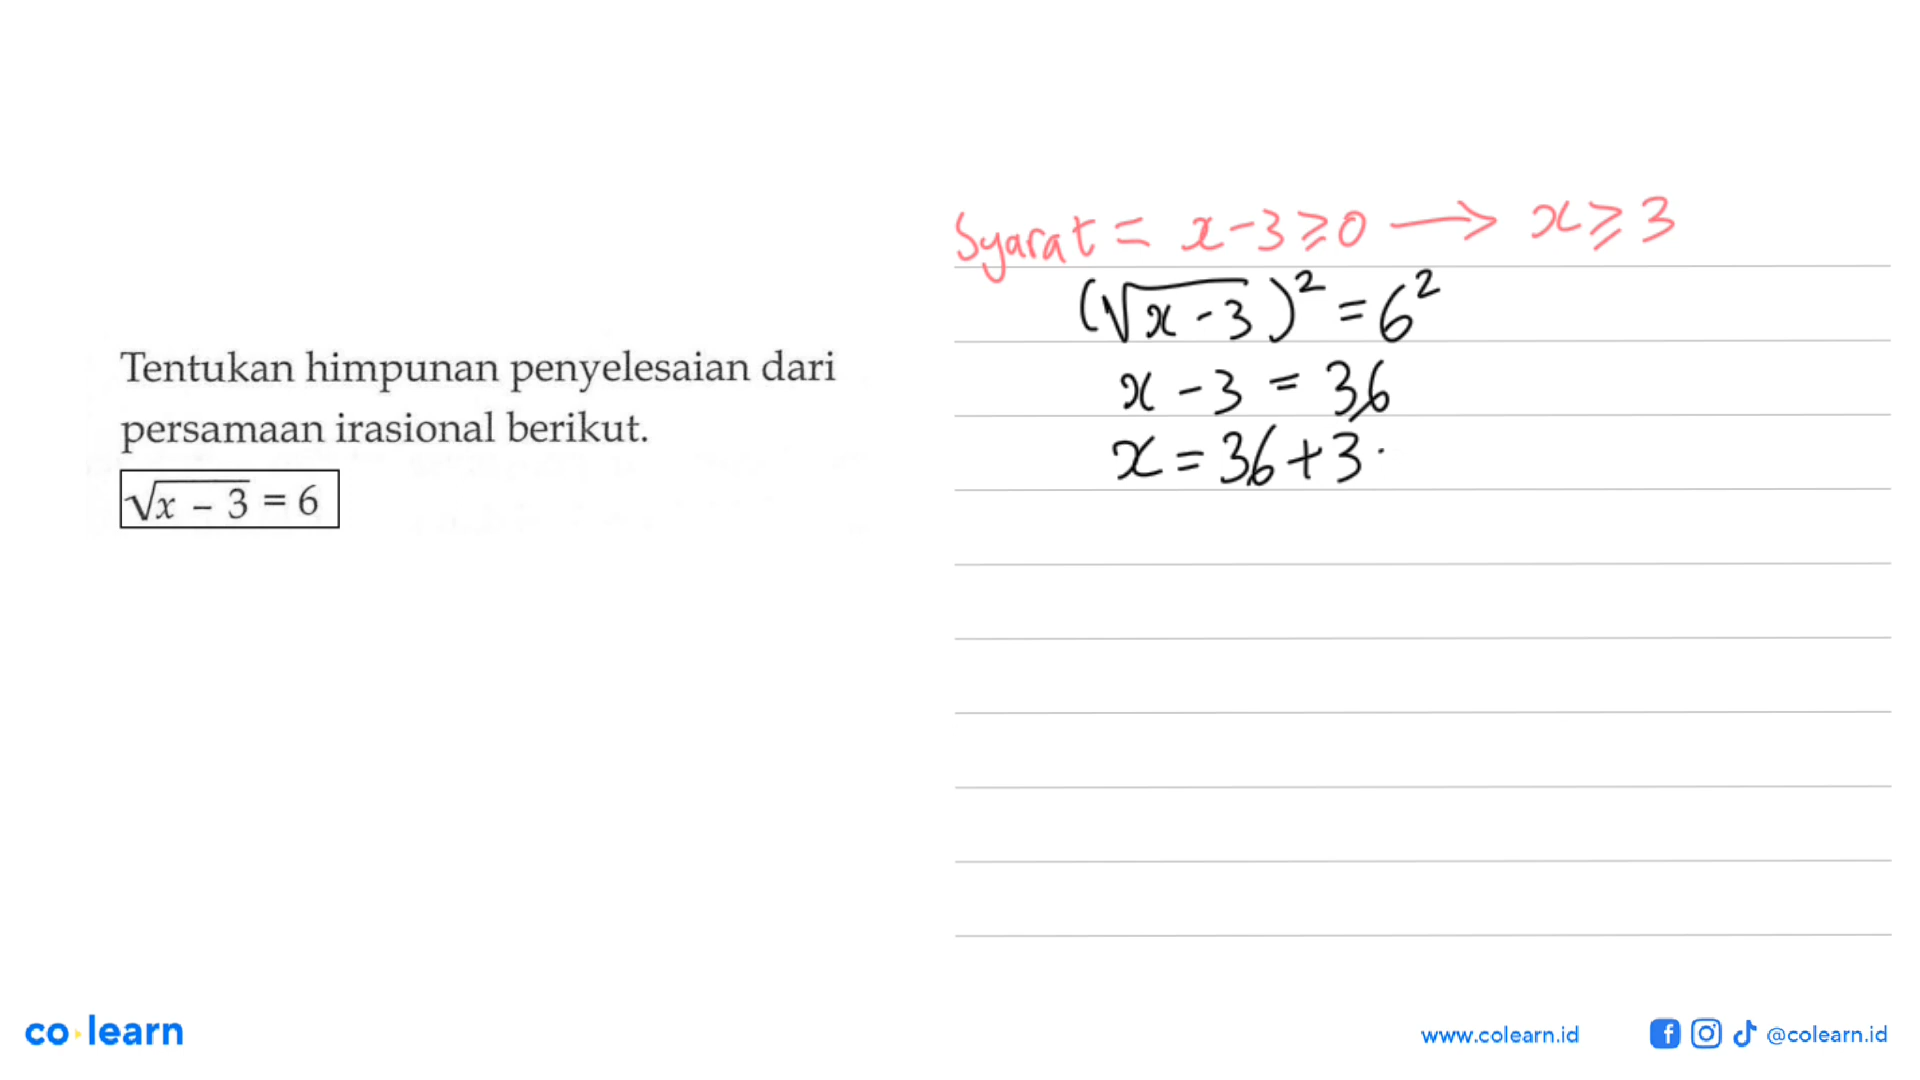 Tentukan himpunan penyelesaian dari
persamaan irasional berikut.
√x − 3 = 6
Syarat = x-3≥0 → x≥3
(√x-3)² = 6²
x - 3 = 36
x = 36+3
co learn
www.colearn.id
@colearn.id